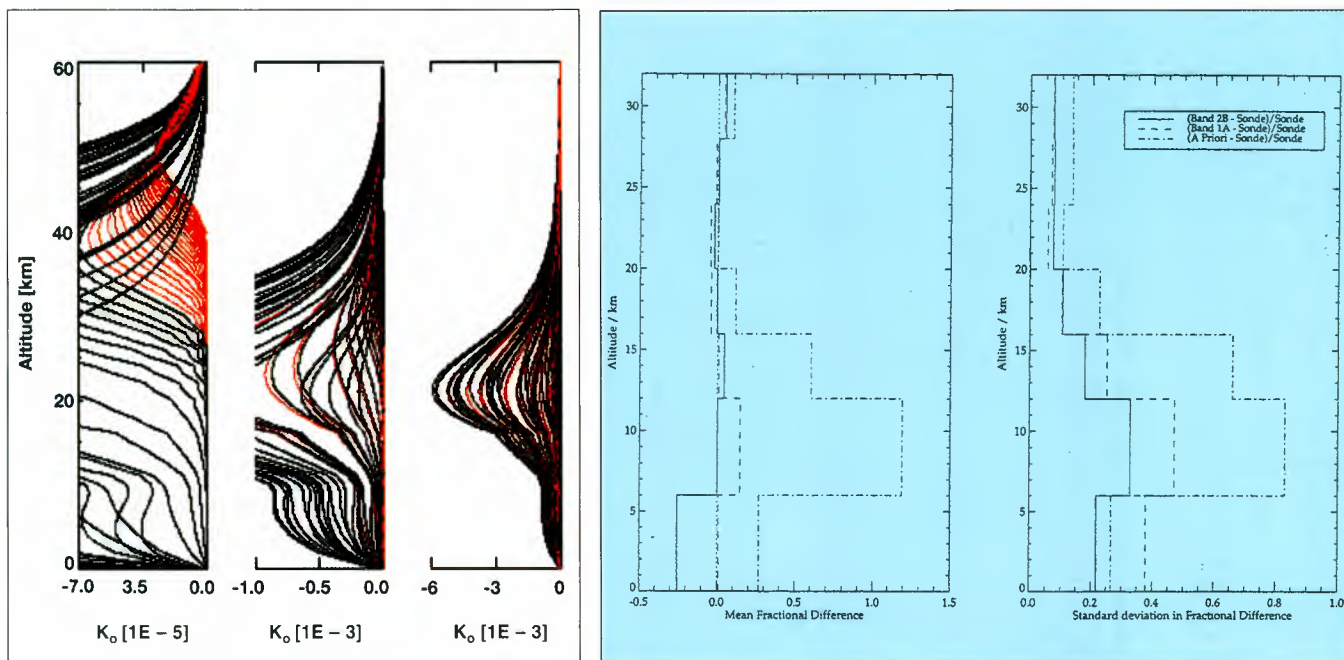 60
40
20
0
Altitude [km]
-7.0 3.5 0.0
-1.0 -0.5 0.0
-6 -3 0
K₀ [1E – 5]
K₀ [1E – 3]
K₀ [1E – 3]
30
25
20
15
10
5
0
Altitude / km
-0.5 0.0 0.5 1.0 1.5
Mean Fractional Difference
30
25
20
15
10
5
0
Altitude / km
(Band 2B - Sonde)/Sonde
(Band 1A - Sonde)/Sonde
(A Priori - Sonde)/Sonde
0.0 0.2 0.4 0.6 0.8 1.0
Standard deviation in Fractional Difference